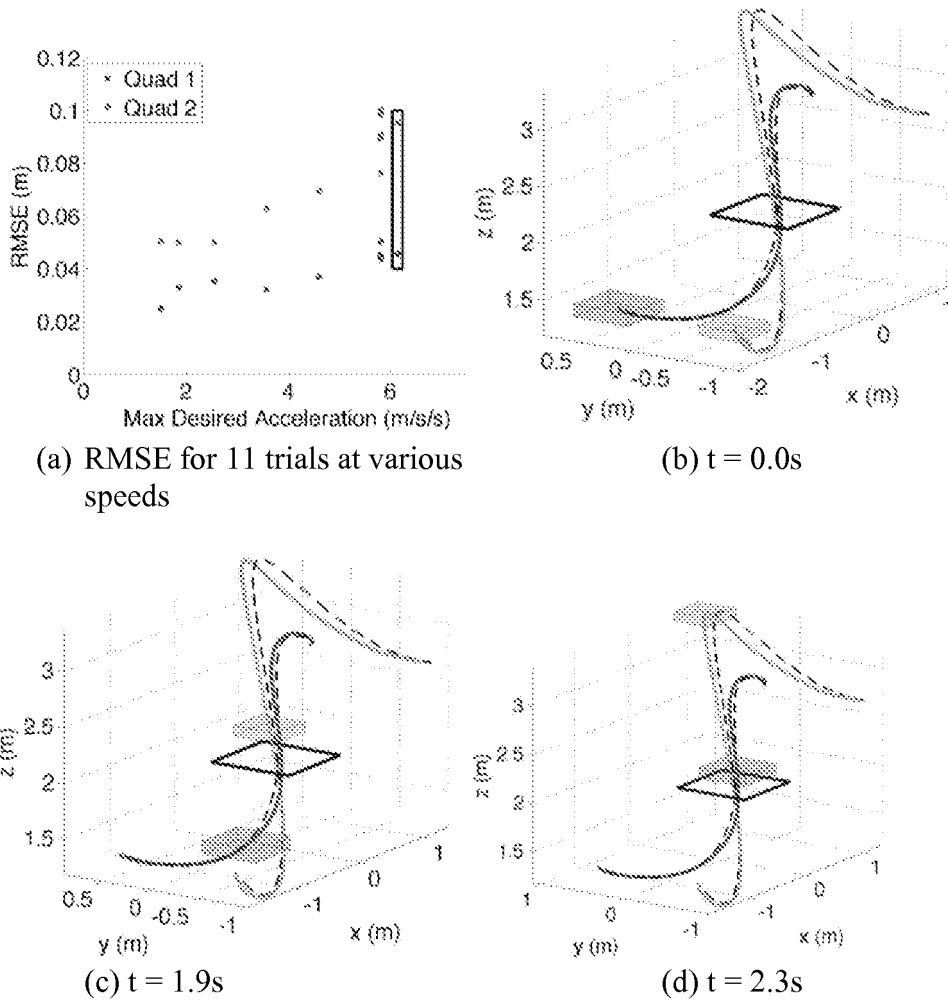 0.12
0.1
0.08
0.06
0.04
0.02
0
RMSE (m)
Quad 1
Quad 2
0 2 4 6
Max Desired Acceleration (m/s/s)
(a) RMSE for 11 trials at various
speeds
3
2.5
2
1.5
z (m)
0.5 0 -0.5 -1
y (m)
-2 -1 0
x (m)
(b) t = 0.0s
3
2.5
2
1.5
z (m)
0.5 0 -0.5 -1
y (m)
-1 0 1
x (m)
(c) t = 1.9s
3
2.5
2
1.5
z (m)
1 0 -1
y (m)
-1 0 1
x (m)
(d) t = 2.3s